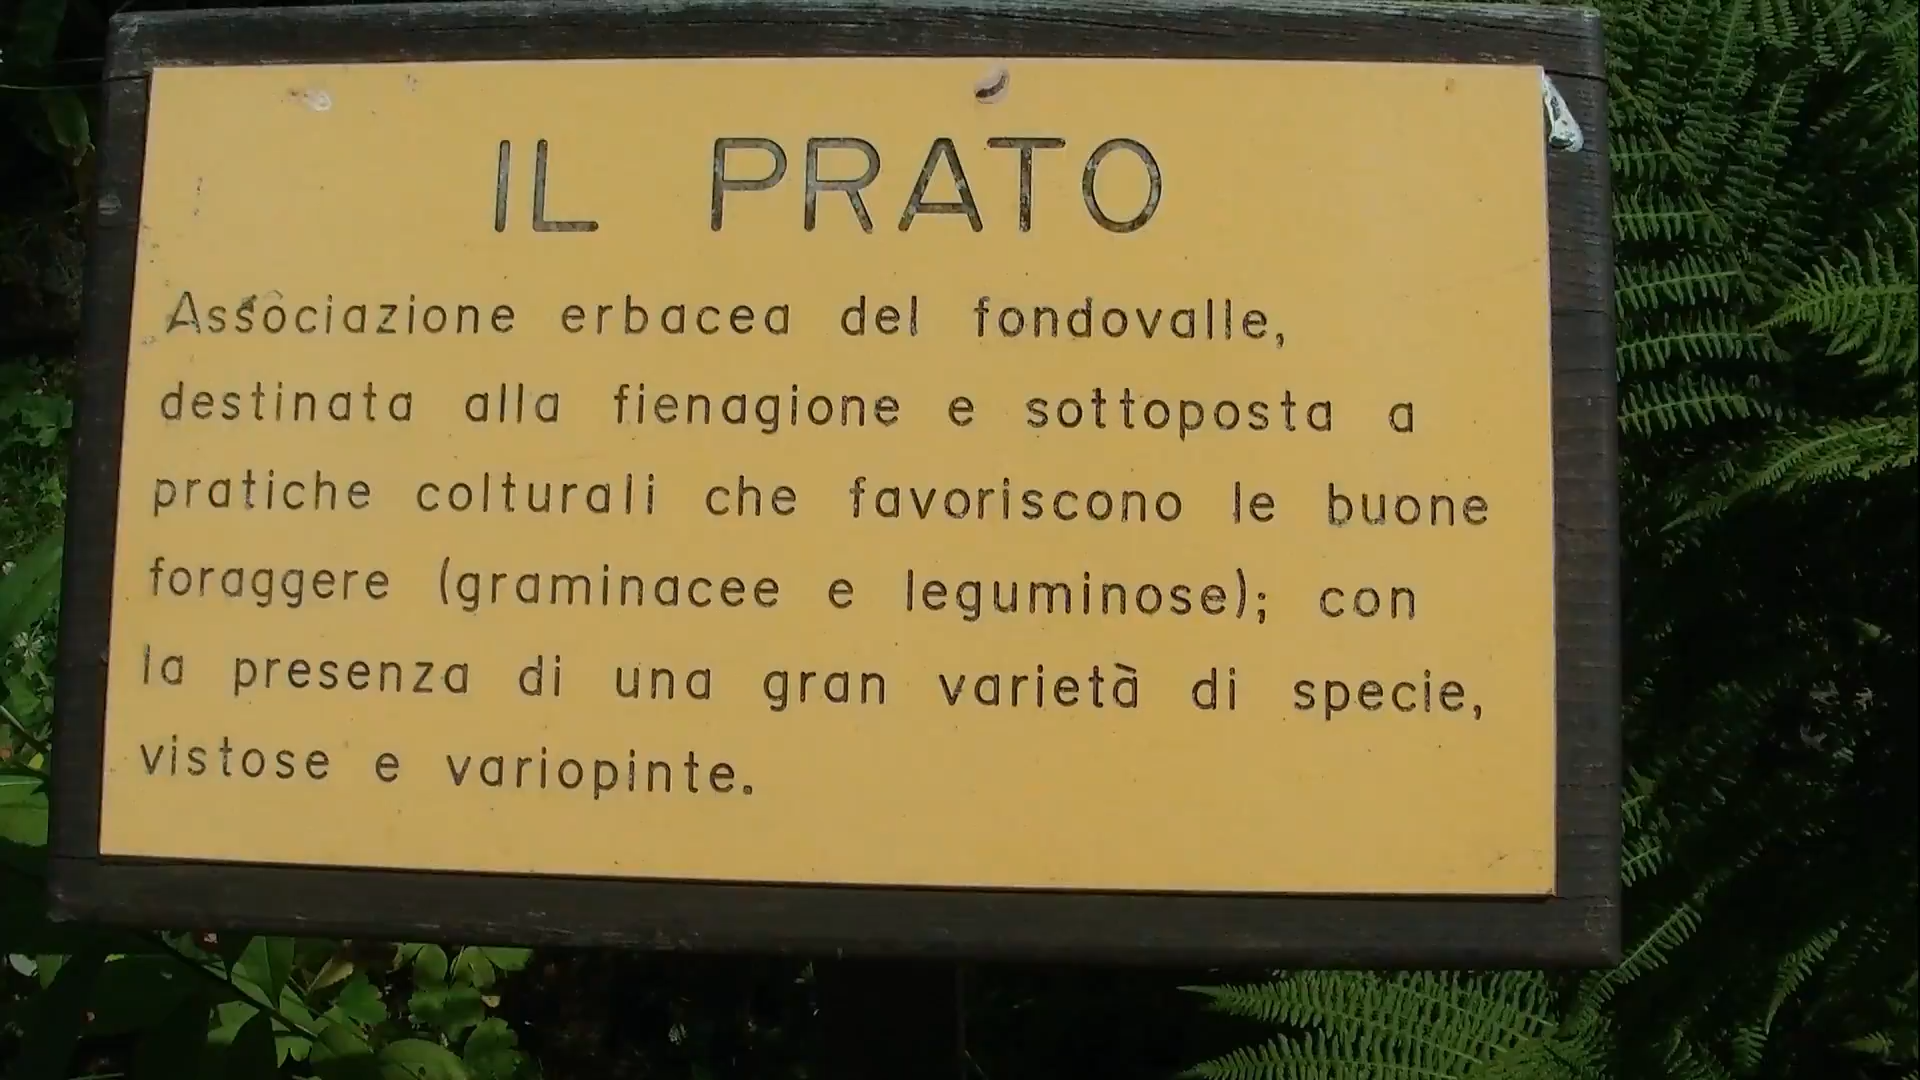 IL PRATO
Associazione erbacea del fondovalle,
destinata alla fienagione e sottoposta a
pratiche colturali che favoriscono le buone
foraggere (graminacee e leguminose); con
la presenza di una gran varietà di specie,
vistose e variopinte.